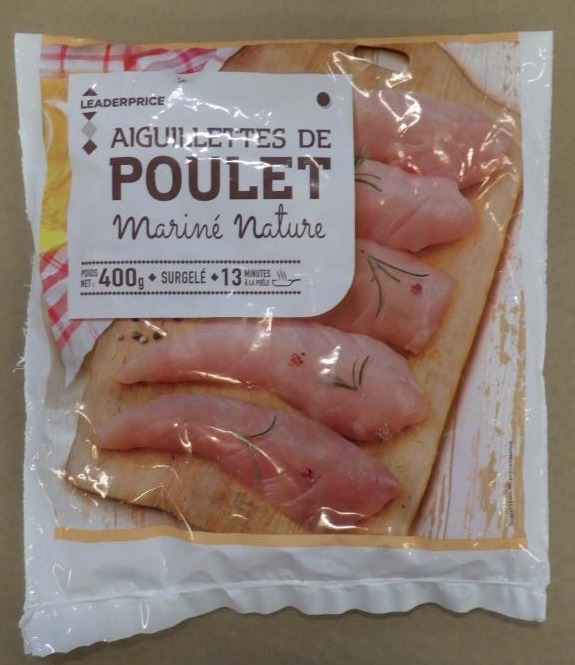 LEADERPRICE
AIGUILLETTES DE
POULET
Mariné Nature
POIDS NET : 400g ◆ SURGELÉ ◆ 13 MINUTES À LA POÊLE